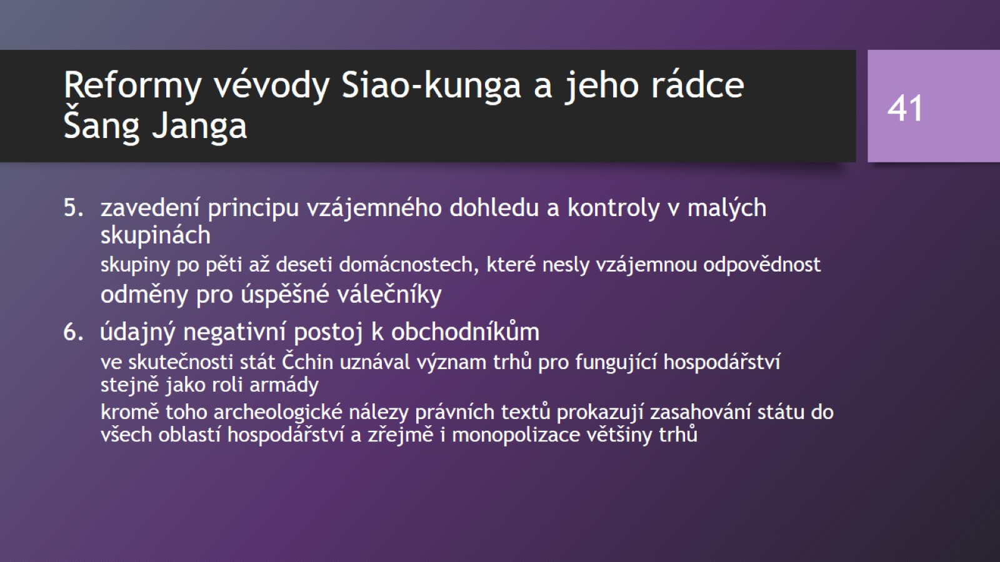 Reformy vévody Siao-kunga a jeho rádce
Šang Janga
41
5. zavedení principu vzájemného dohledu a kontroly v malých
skupinách
skupiny po pěti až deseti domácnostech, které nesly vzájemnou odpovědnost
odměny pro úspěšné válečníky
6. údajný negativní postoj k obchodníkům
ve skutečnosti stát Čchin uznával význam trhů pro fungující hospodářství
stejně jako roli armády
kromě toho archeologické nálezy právních textů prokazují zasahování státu do
všech oblastí hospodářství a zřejmě i monopolizace většiny trhů